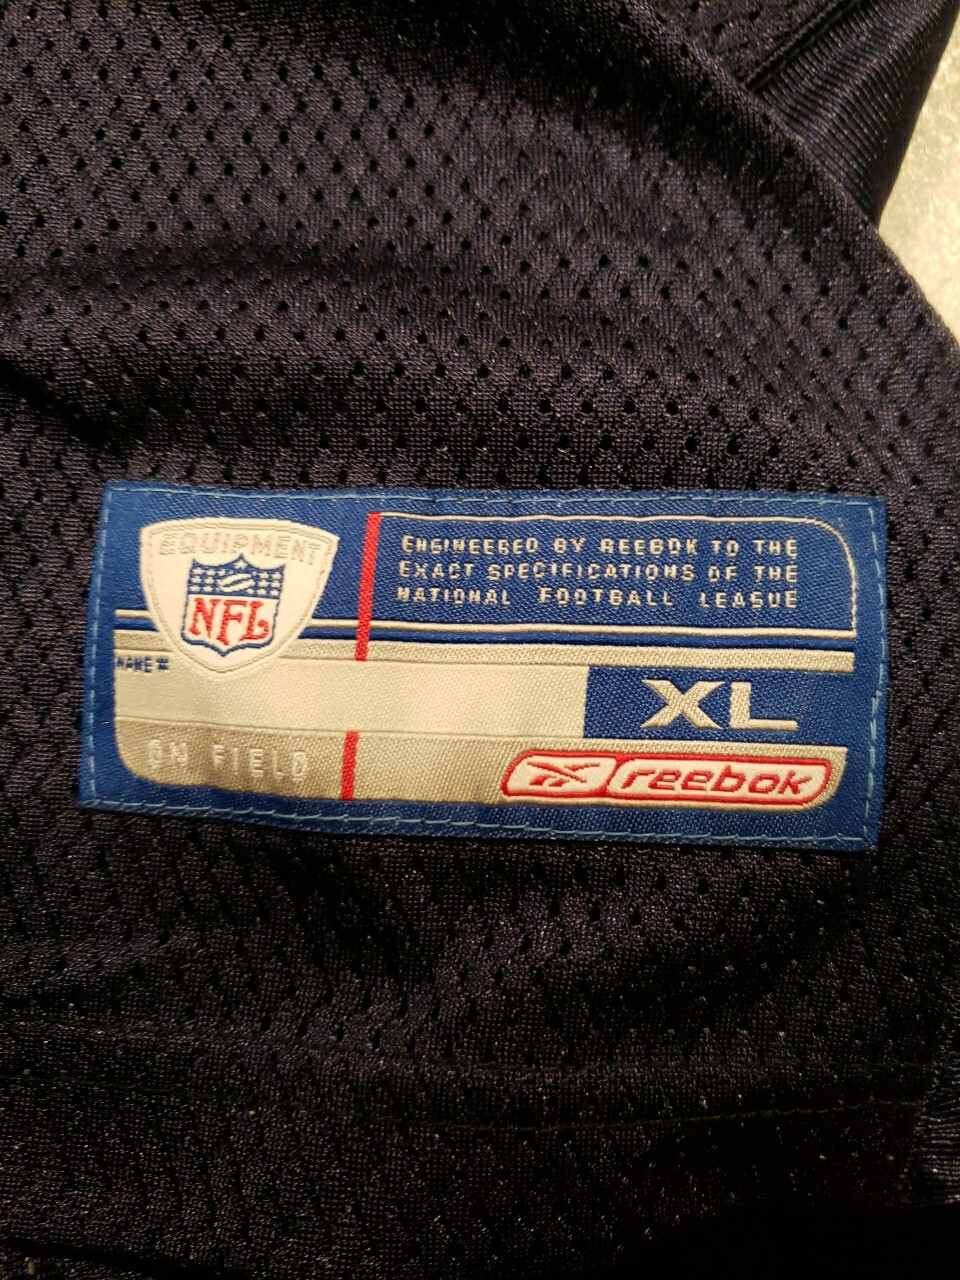 EQUIPMENT
NFL
ENGINEERED BY REEBOK TO THE
EXACT SPECIFICATIONS OF THE
NATIONAL FOOTBALL LEAGUE
NAME #
XL
ON FIELD
reebok